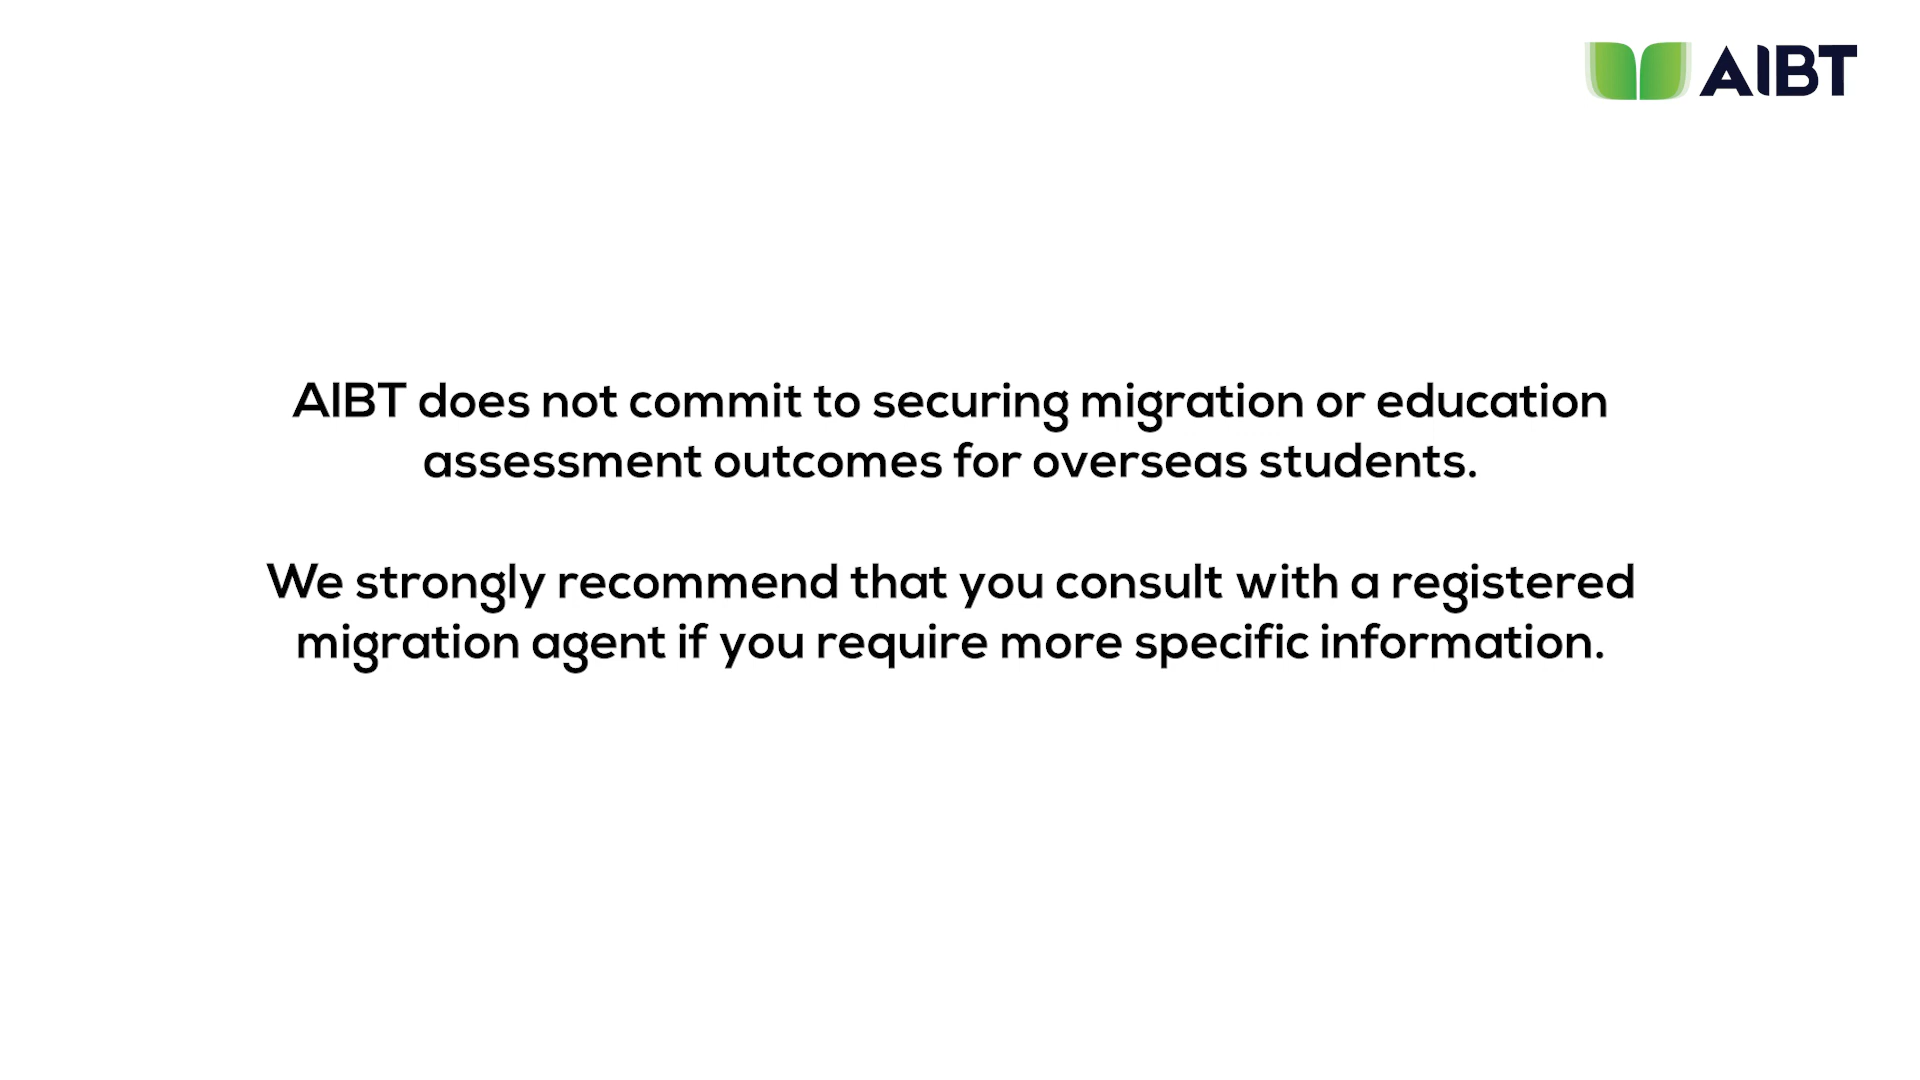 AIBT
AIBT does not commit to securing migration or education
assessment outcomes for overseas students.
We strongly recommend that you consult with a registered
migration agent if you require more specific information.